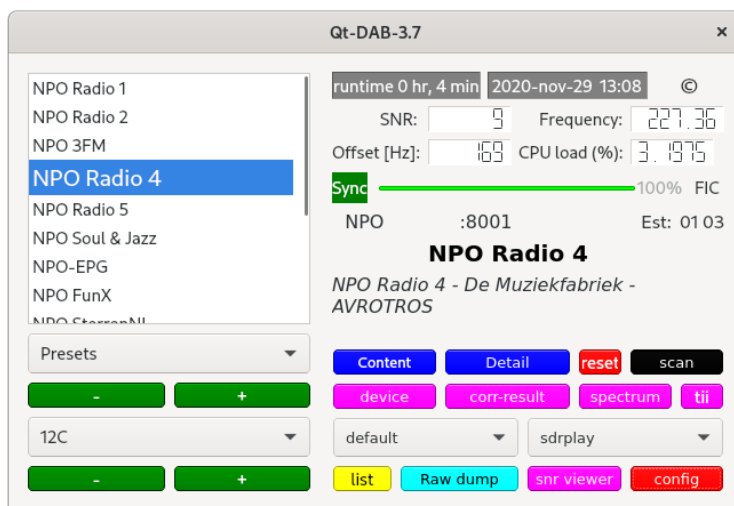 Qt-DAB-3.7
×
NPO Radio 1
NPO Radio 2
NPO 3FM
NPO Radio 4
NPO Radio 5
NPO Soul & Jazz
NPO-EPG
NPO FunX
NPO SterrenNL
Presets
- +
12C
- +
runtime 0 hr, 4 min 2020-nov-29 13:08 ©
SNR: 9 Frequency: 227.36
Offset [Hz]: 169 CPU load (%): 3.1975
Sync 100% FIC
NPO :8001 Est: 01 03
NPO Radio 4
NPO Radio 4 - De Muziekfabriek -
AVROTROS
Content Detail reset scan
device corr-result spectrum tii
default sdrplay
list Raw dump snr viewer config